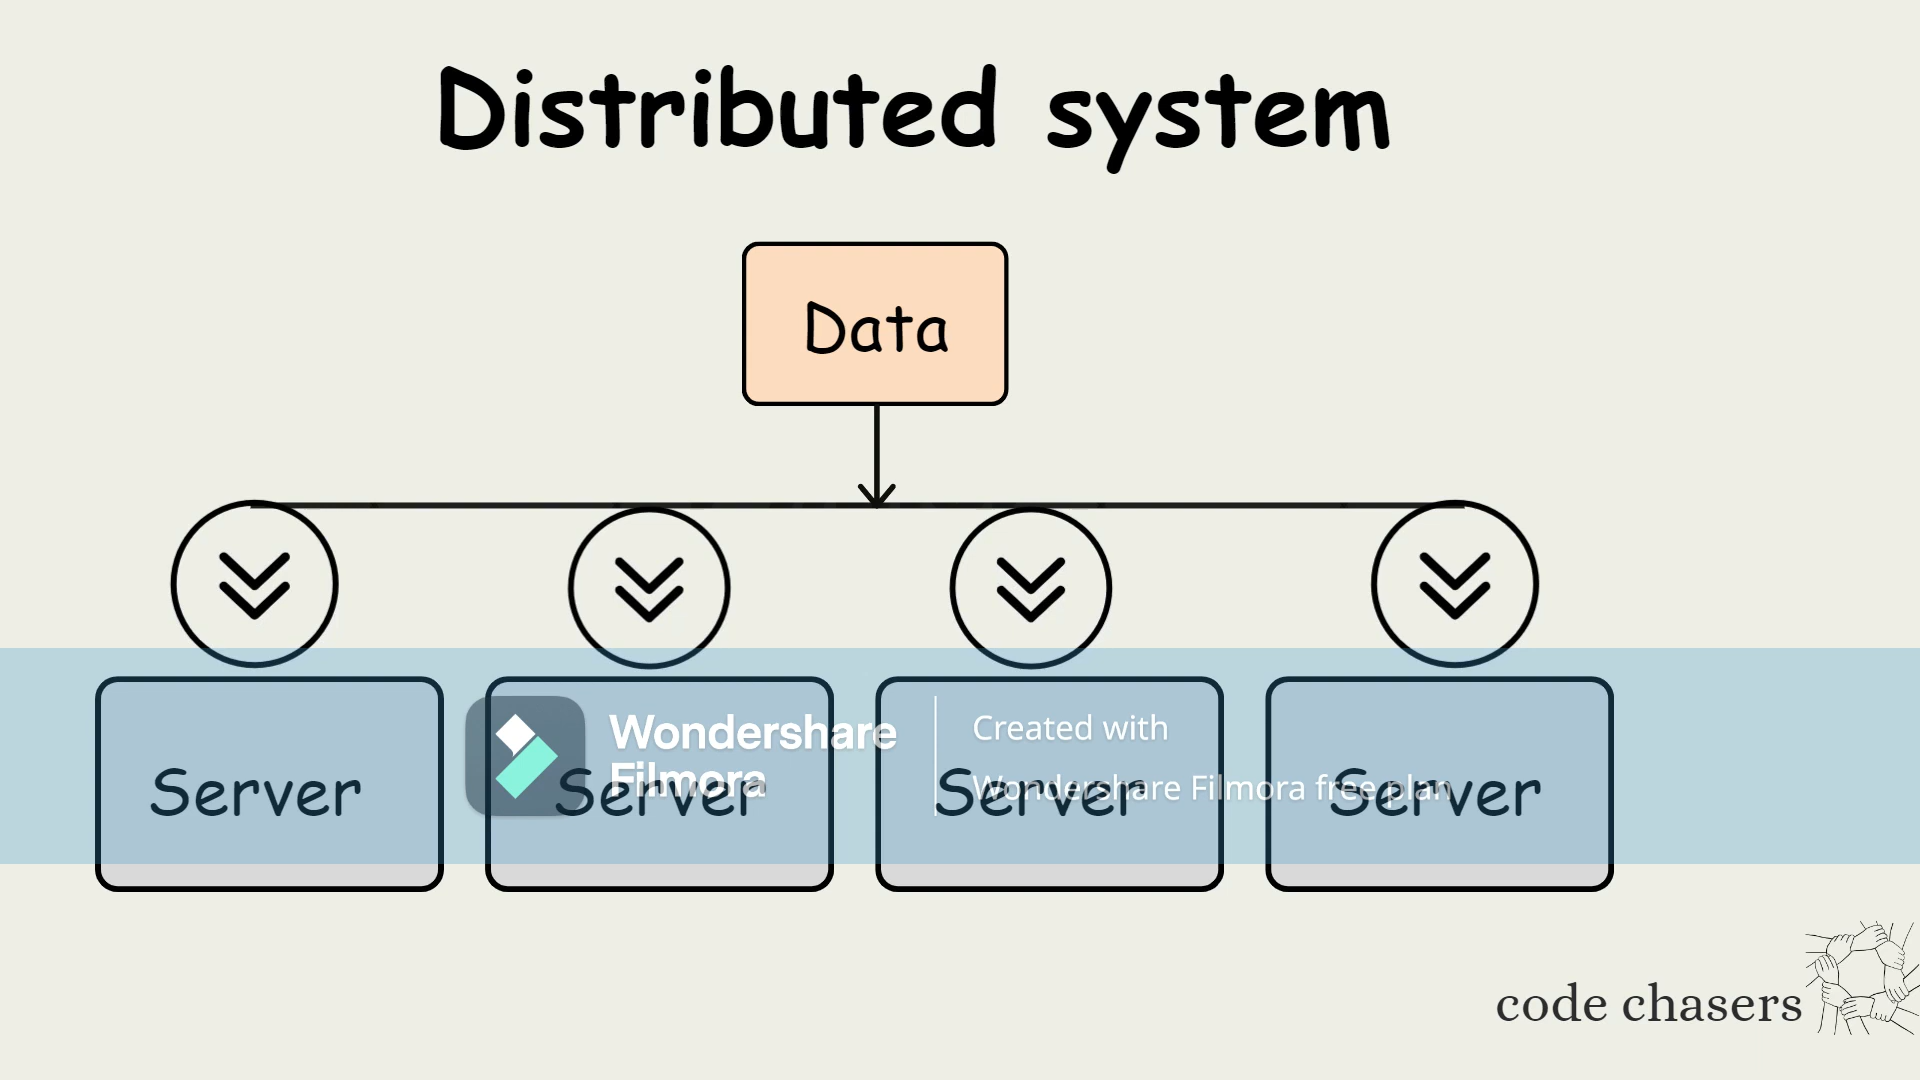 Distributed system
Data
Server
Server
Server
Server
Wondershare
Filmora
Created with
Wondershare Filmora free plan
code chasers